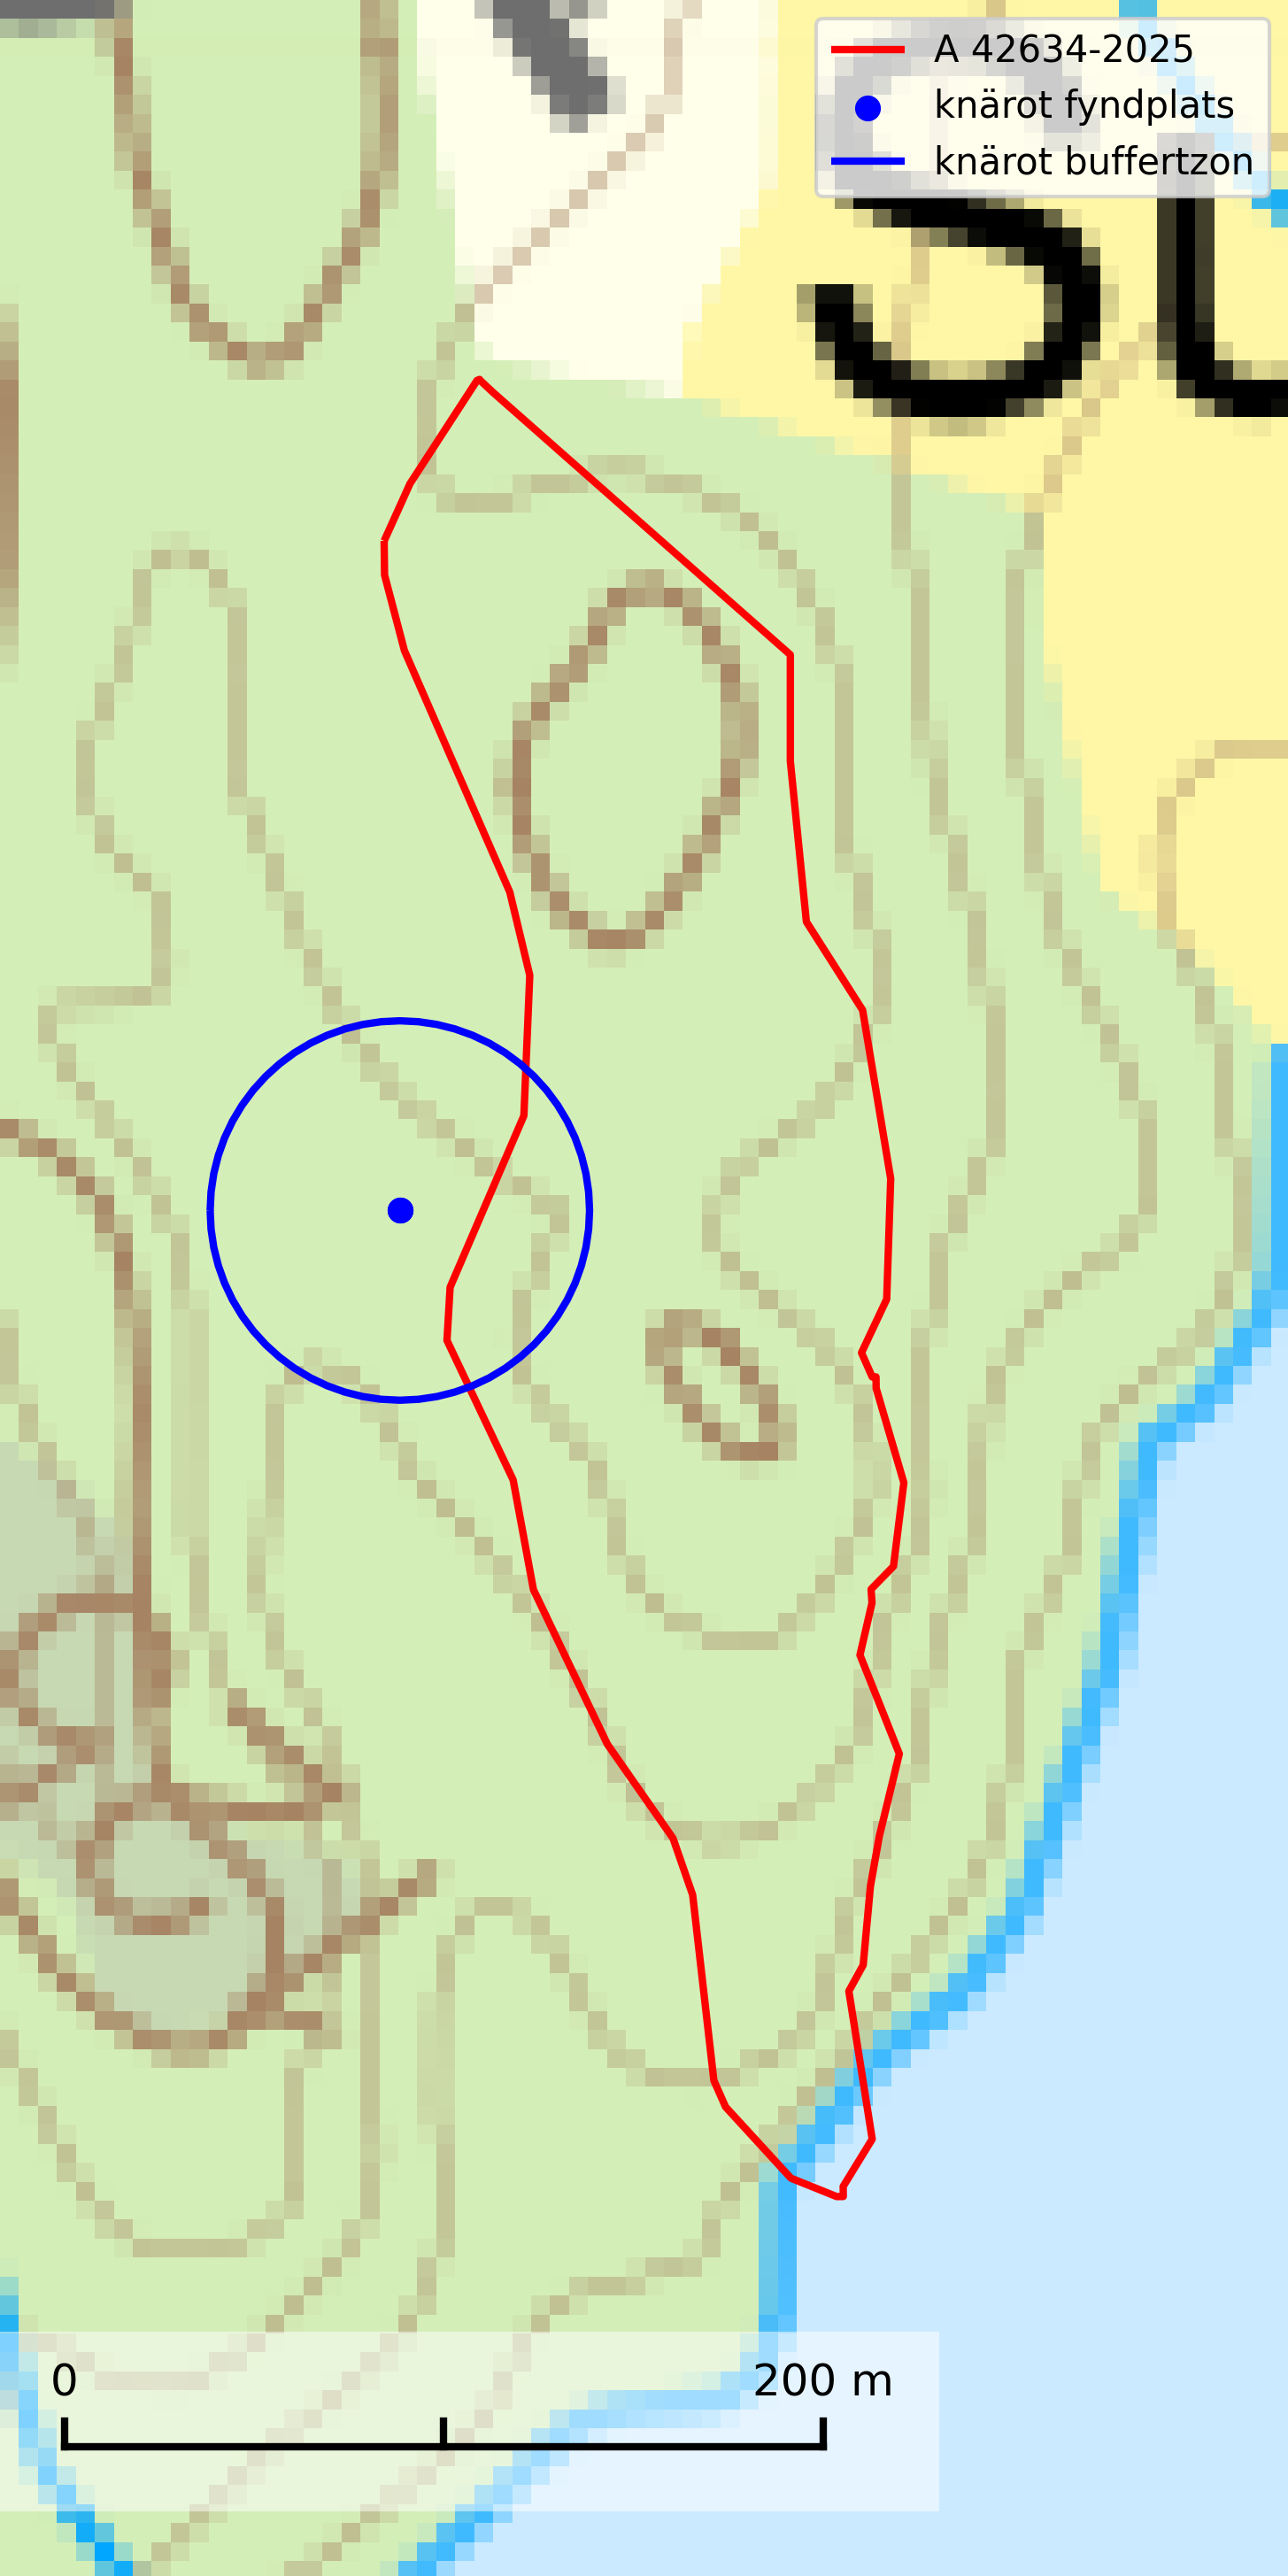 A 42634-2025
knärot fyndplats
knärot buffertzon
0 200 m